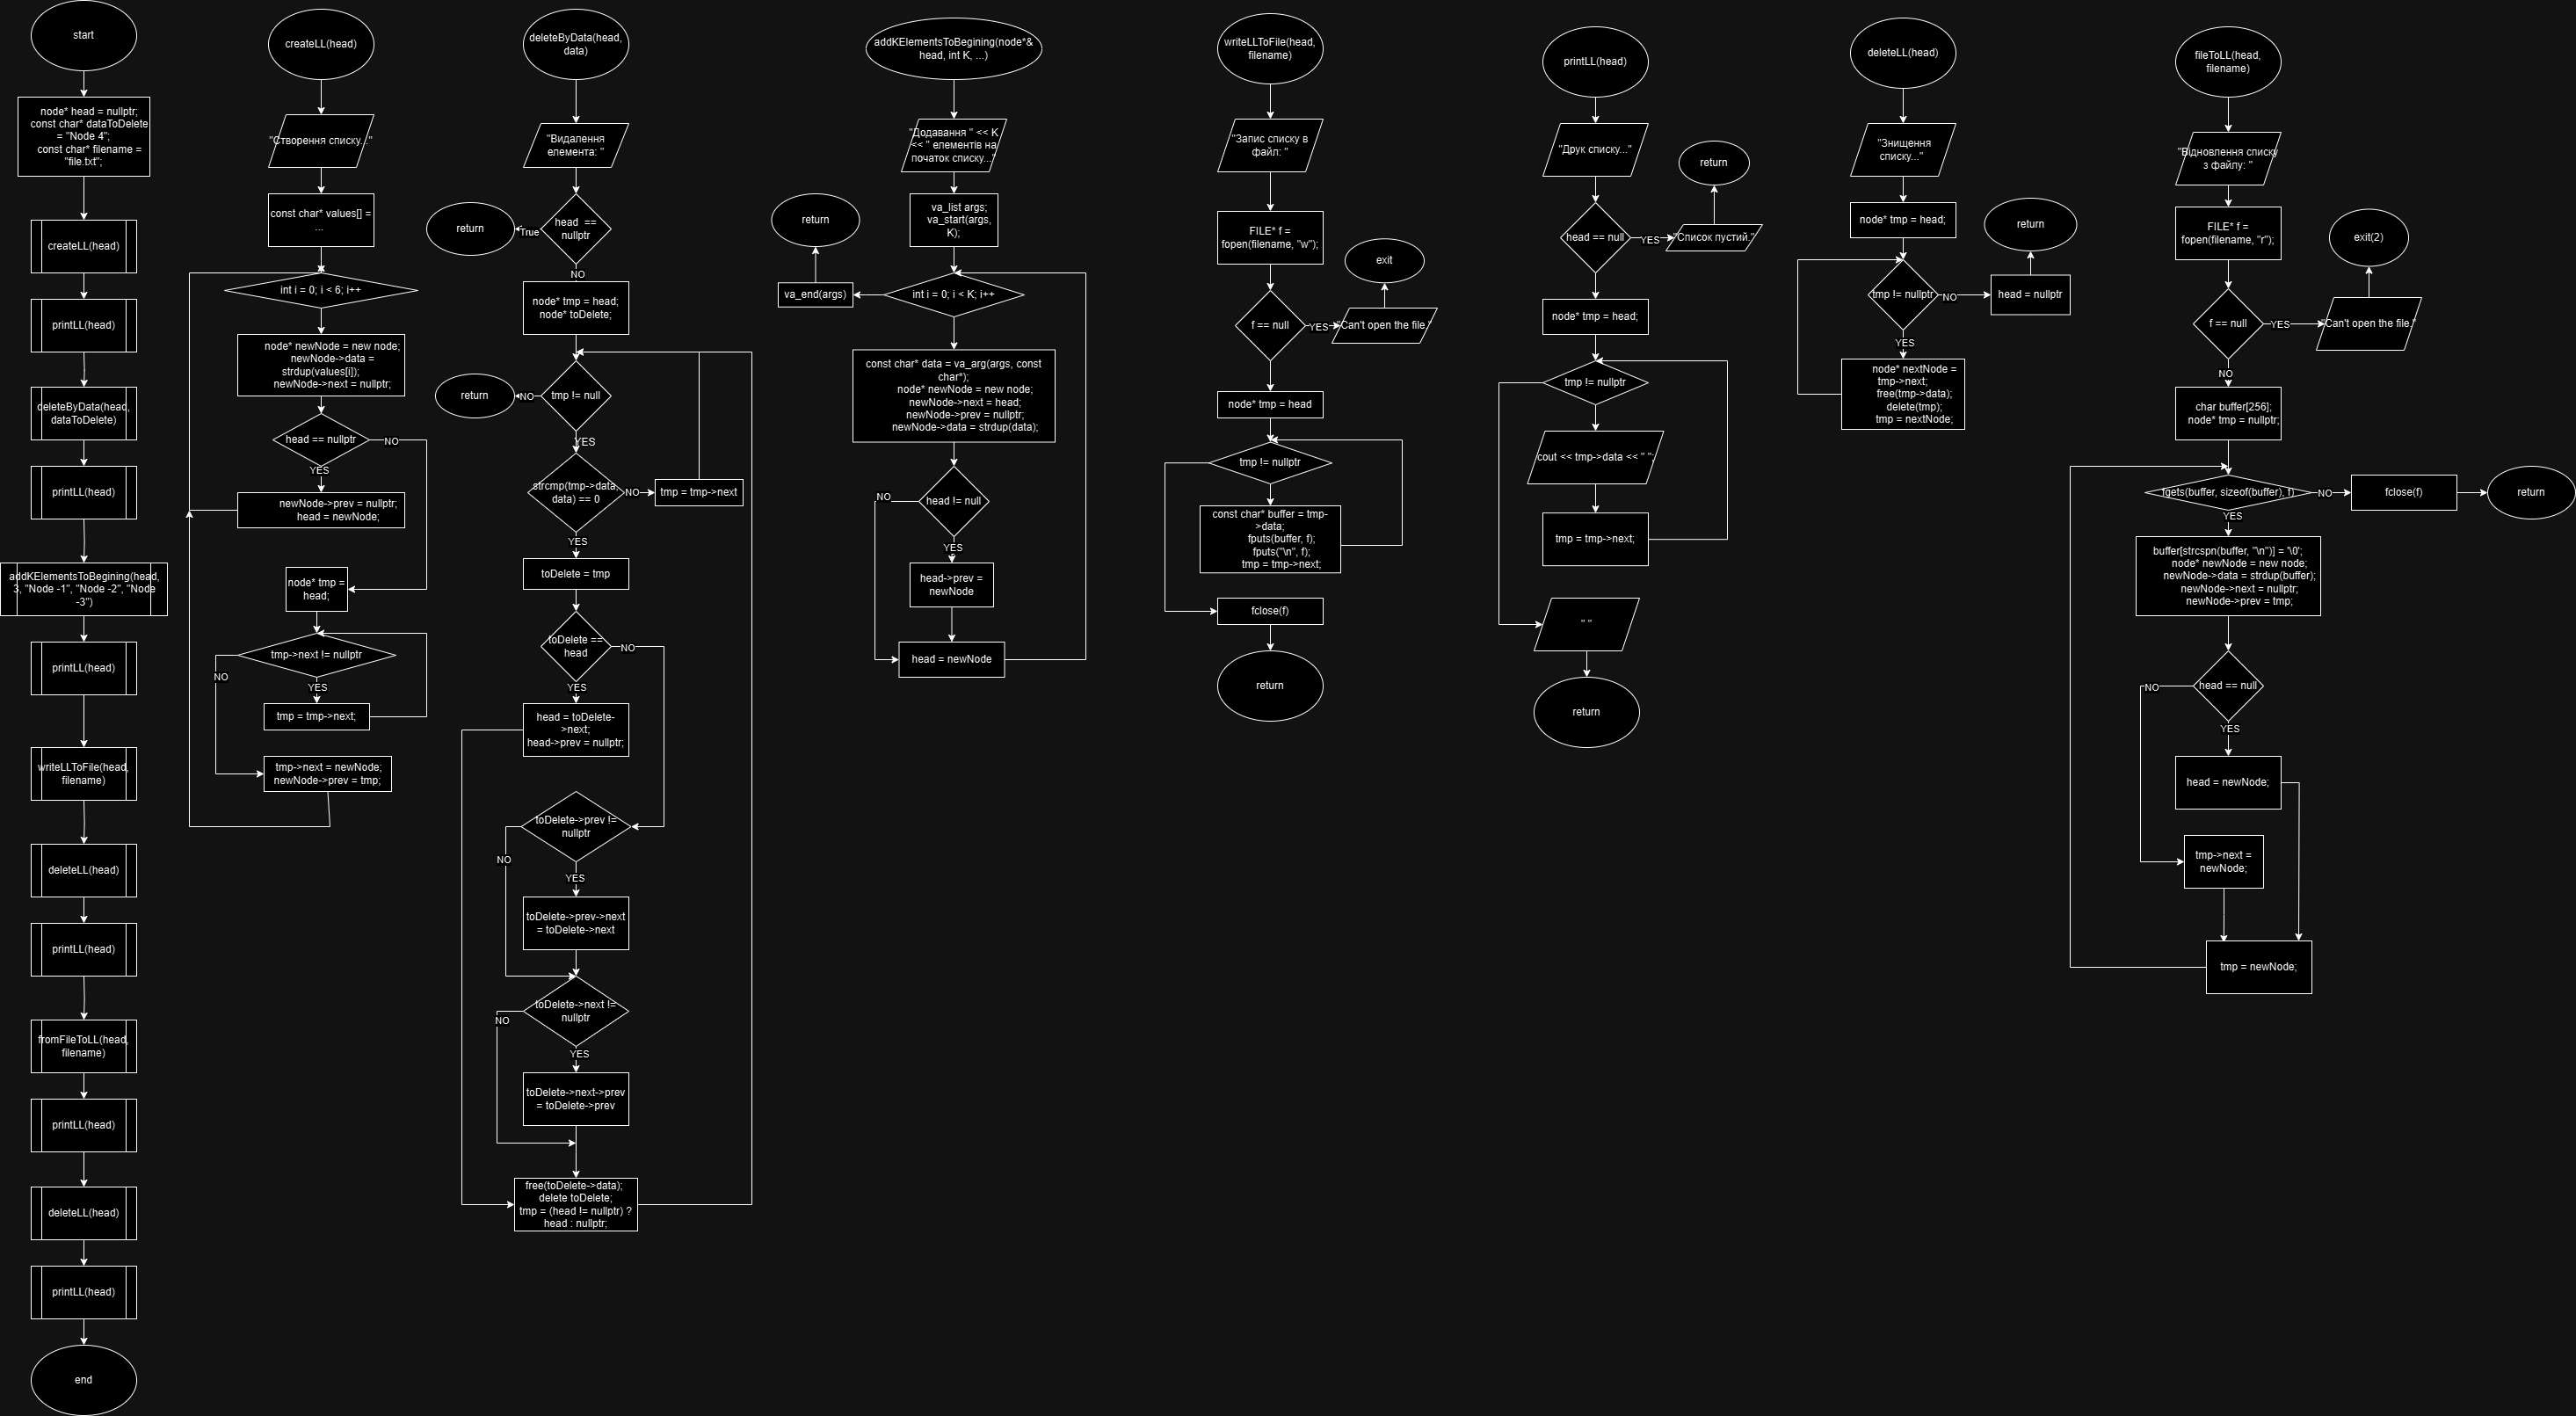 start
node* head = nullptr;
const char* dataToDelete
= "Node 4";
const char* filename =
"file.txt";
createLL(head)
printLL(head)
deleteByData(head,
dataToDelete)
printLL(head)
addKElementsToBegining(head,
3, "Node -1", "Node -2", "Node
-3")
printLL(head)
writeLLToFile(head,
filename)
deleteLL(head)
printLL(head)
fromFileToLL(head,
filename)
printLL(head)
deleteLL(head)
printLL(head)
end
createLL(head)
"Створення списку..."
const char* values[] =
...
int i = 0; i < 6; i++
node* newNode = new node;
newNode->data =
strdup(values[i]);
newNode->next = nullptr;
head == nullptr
NO
YES
newNode->prev = nullptr;
head = newNode;
node* tmp =
head;
tmp->next != nullptr
NO
YES
tmp = tmp->next;
tmp->next = newNode;
newNode->prev = tmp;
deleteByData(head,
data)
"Видалення
елемента: "
head ==
nullptr
True
return
NO
node* tmp = head;
node* toDelete;
tmp != null
NO
return
YES
strcmp(tmp->data,
data) == 0
NO
tmp = tmp->next
YES
toDelete = tmp
toDelete ==
head
NO
YES
head = toDelete-
>next;
head->prev = nullptr;
toDelete->prev !=
nullptr
NO
YES
toDelete->prev->next
= toDelete->next
toDelete->next !=
nullptr
NO
YES
toDelete->next->prev
= toDelete->prev
free(toDelete->data);
delete toDelete;
tmp = (head != nullptr) ?
head : nullptr;
addKElementsToBegining(node*&
head, int K, ...)
"Додавання " << K
<< " елементів на
початок списку..."
va_list args;
va_start(args,
K);
return
va_end(args)
int i = 0; i < K; i++
const char* data = va_arg(args, const
char*);
node* newNode = new node;
newNode->next = head;
newNode->prev = nullptr;
newNode->data = strdup(data);
head != null
NO
YES
head->prev =
newNode
head = newNode
writeLLToFile(head,
filename)
"Запис списку в
файл: "
FILE* f =
fopen(filename, "w");
exit
f == null
YES
"Can't open the file."
node* tmp = head
tmp != nullptr
const char* buffer = tmp-
>data;
fputs(buffer, f);
fputs("\n", f);
tmp = tmp->next;
fclose(f)
return
printLL(head)
"Друк списку..."
return
head == null
YES
"Список пустий."
node* tmp = head;
tmp != nullptr
cout << tmp->data << " ";
tmp = tmp->next;
" "
return
deleteLL(head)
"Знищення
списку..."
node* tmp = head;
return
tmp != nullptr
NO
head = nullptr
YES
node* nextNode =
tmp->next;
free(tmp->data);
delete(tmp);
tmp = nextNode;
fileToLL(head,
filename)
"Відновлення списку
з файлу: "
FILE* f =
fopen(filename, "r");
exit(2)
f == null
YES
"Can't open the file."
NO
char buffer[256];
node* tmp = nullptr;
fgets(buffer, sizeof(buffer), f)
NO
fclose(f)
return
YES
buffer[strcspn(buffer, "\n")] = '\0';
node* newNode = new node;
newNode->data = strdup(buffer);
newNode->next = nullptr;
newNode->prev = tmp;
head == null
NO
YES
head = newNode;
tmp->next =
newNode;
tmp = newNode;